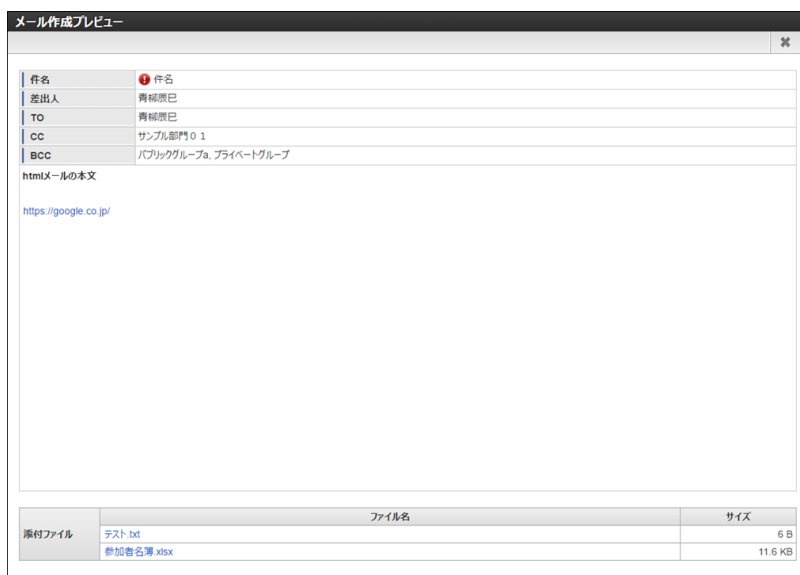 メール作成プレビュー
件名 件名
差出人 青柳辰巳
TO 青柳辰巳
CC サンプル部門０１
BCC パブリックグループa, プライベートグループ
htmlメールの本文
https://google.co.jp/
添付ファイル ファイル名 サイズ
テスト.txt 6 B
参加者名簿.xlsx 11.6 KB